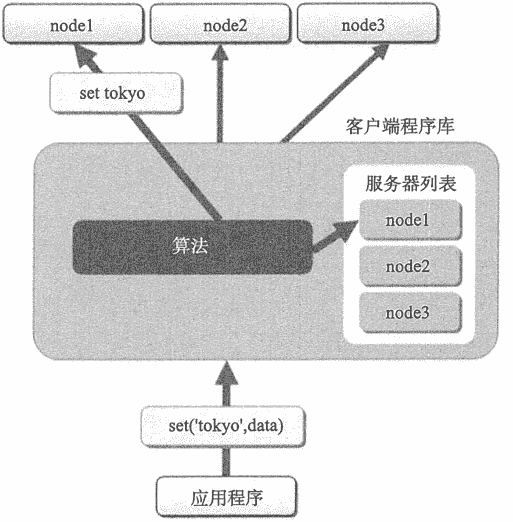 node1
node2
node3
set tokyo
客户端程序库
服务器列表
算法
node1
node2
node3
set('tokyo',data)
应用程序